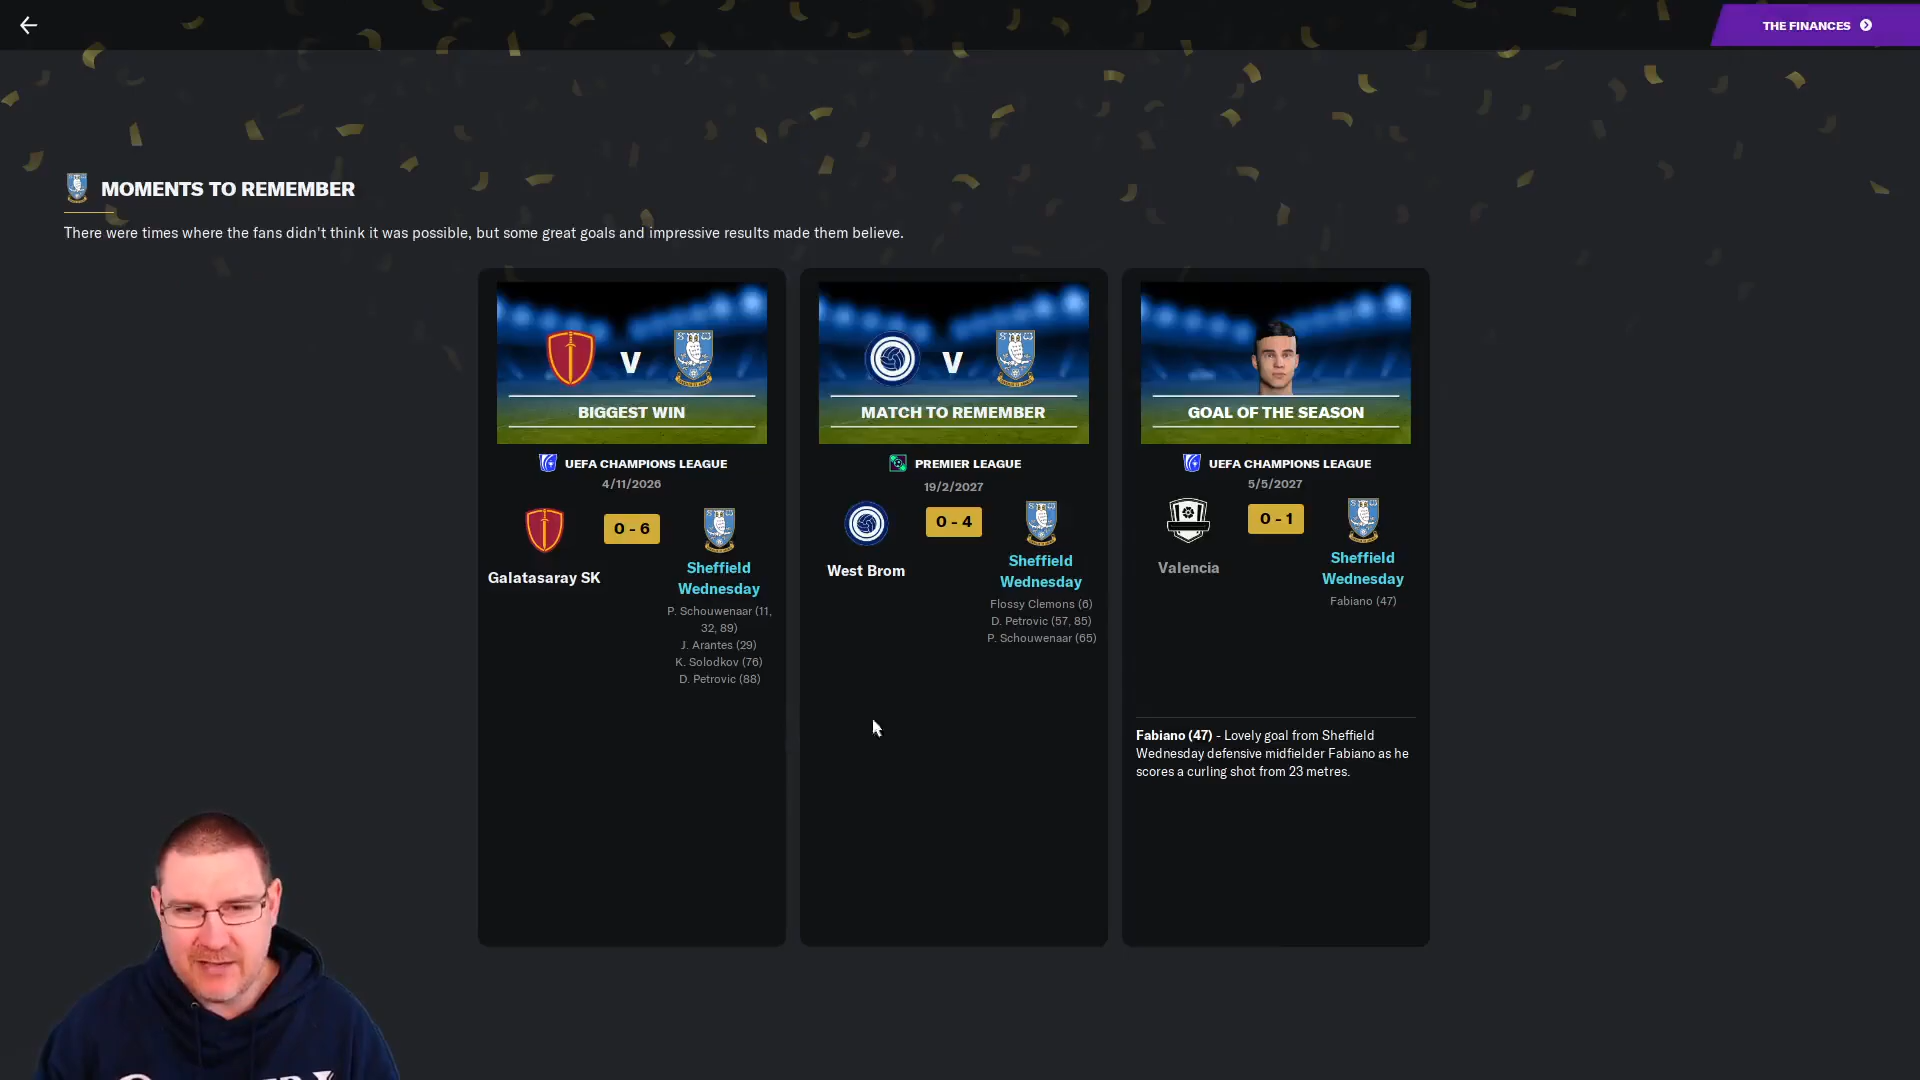 THE FINANCES
MOMENTS TO REMEMBER
There were times where the fans didn't think it was possible, but some great goals and impressive results made them believe.
V
BIGGEST WIN
UEFA CHAMPIONS LEAGUE
4/11/2026
0 - 6
Galatasaray SK
Sheffield
Wednesday
P. Schouwenaar (11,
32, 89)
J. Arantes (29)
K. Solodkov (76)
D. Petrovic (88)
V
MATCH TO REMEMBER
PREMIER LEAGUE
19/2/2027
0 - 4
West Brom
Sheffield
Wednesday
Flossy Clemons (6)
D. Petrovic (57, 85)
P. Schouwenaar (65)
GOAL OF THE SEASON
UEFA CHAMPIONS LEAGUE
5/5/2027
0 - 1
Valencia
Sheffield
Wednesday
Fabiano (47)
Fabiano (47) - Lovely goal from Sheffield
Wednesday defensive midfielder Fabiano as he
scores a curling shot from 23 metres.